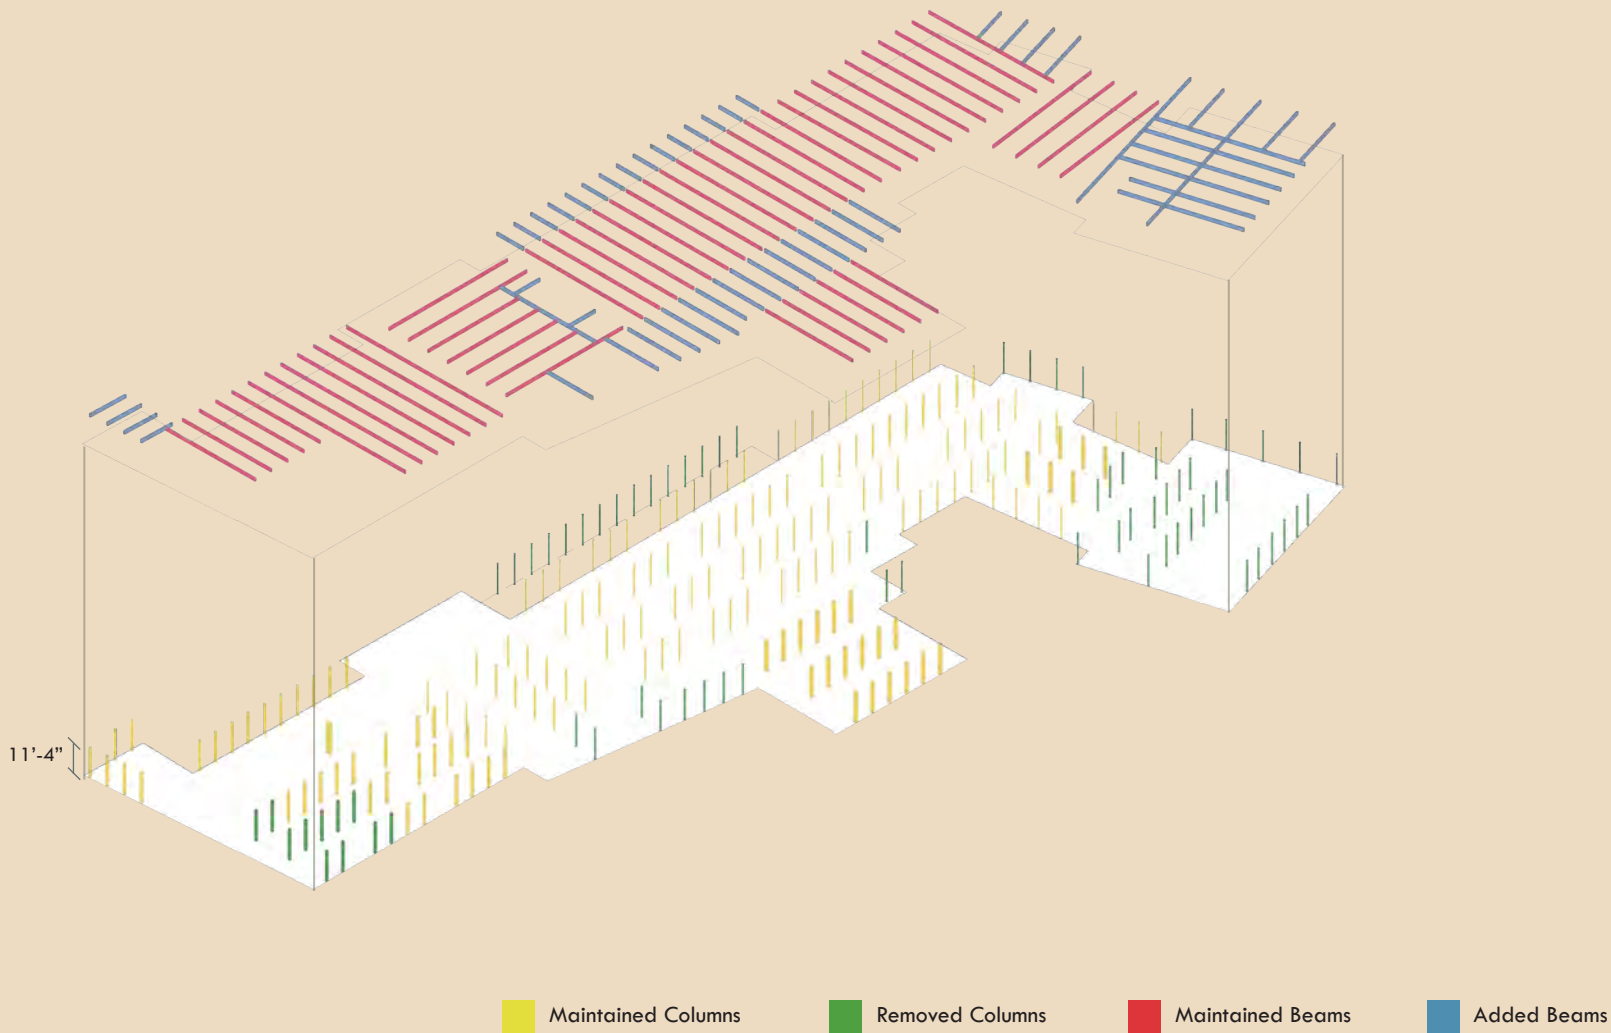 11’-4”
Maintained Columns
Removed Columns
Maintained Beams
Added Beams